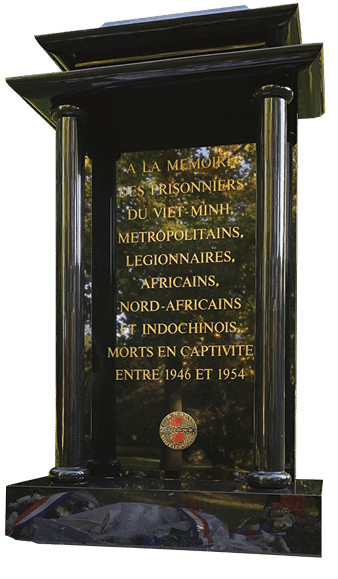 A LA MEMOIRE
DES PRISONNIERS
DU VIET-MINH,
METROPOLITAINS,
LEGIONNAIRES,
AFRICAINS,
NORD-AFRICAINS
ET INDOCHINOIS,
MORTS EN CAPTIVITE
ENTRE 1946 ET 1954